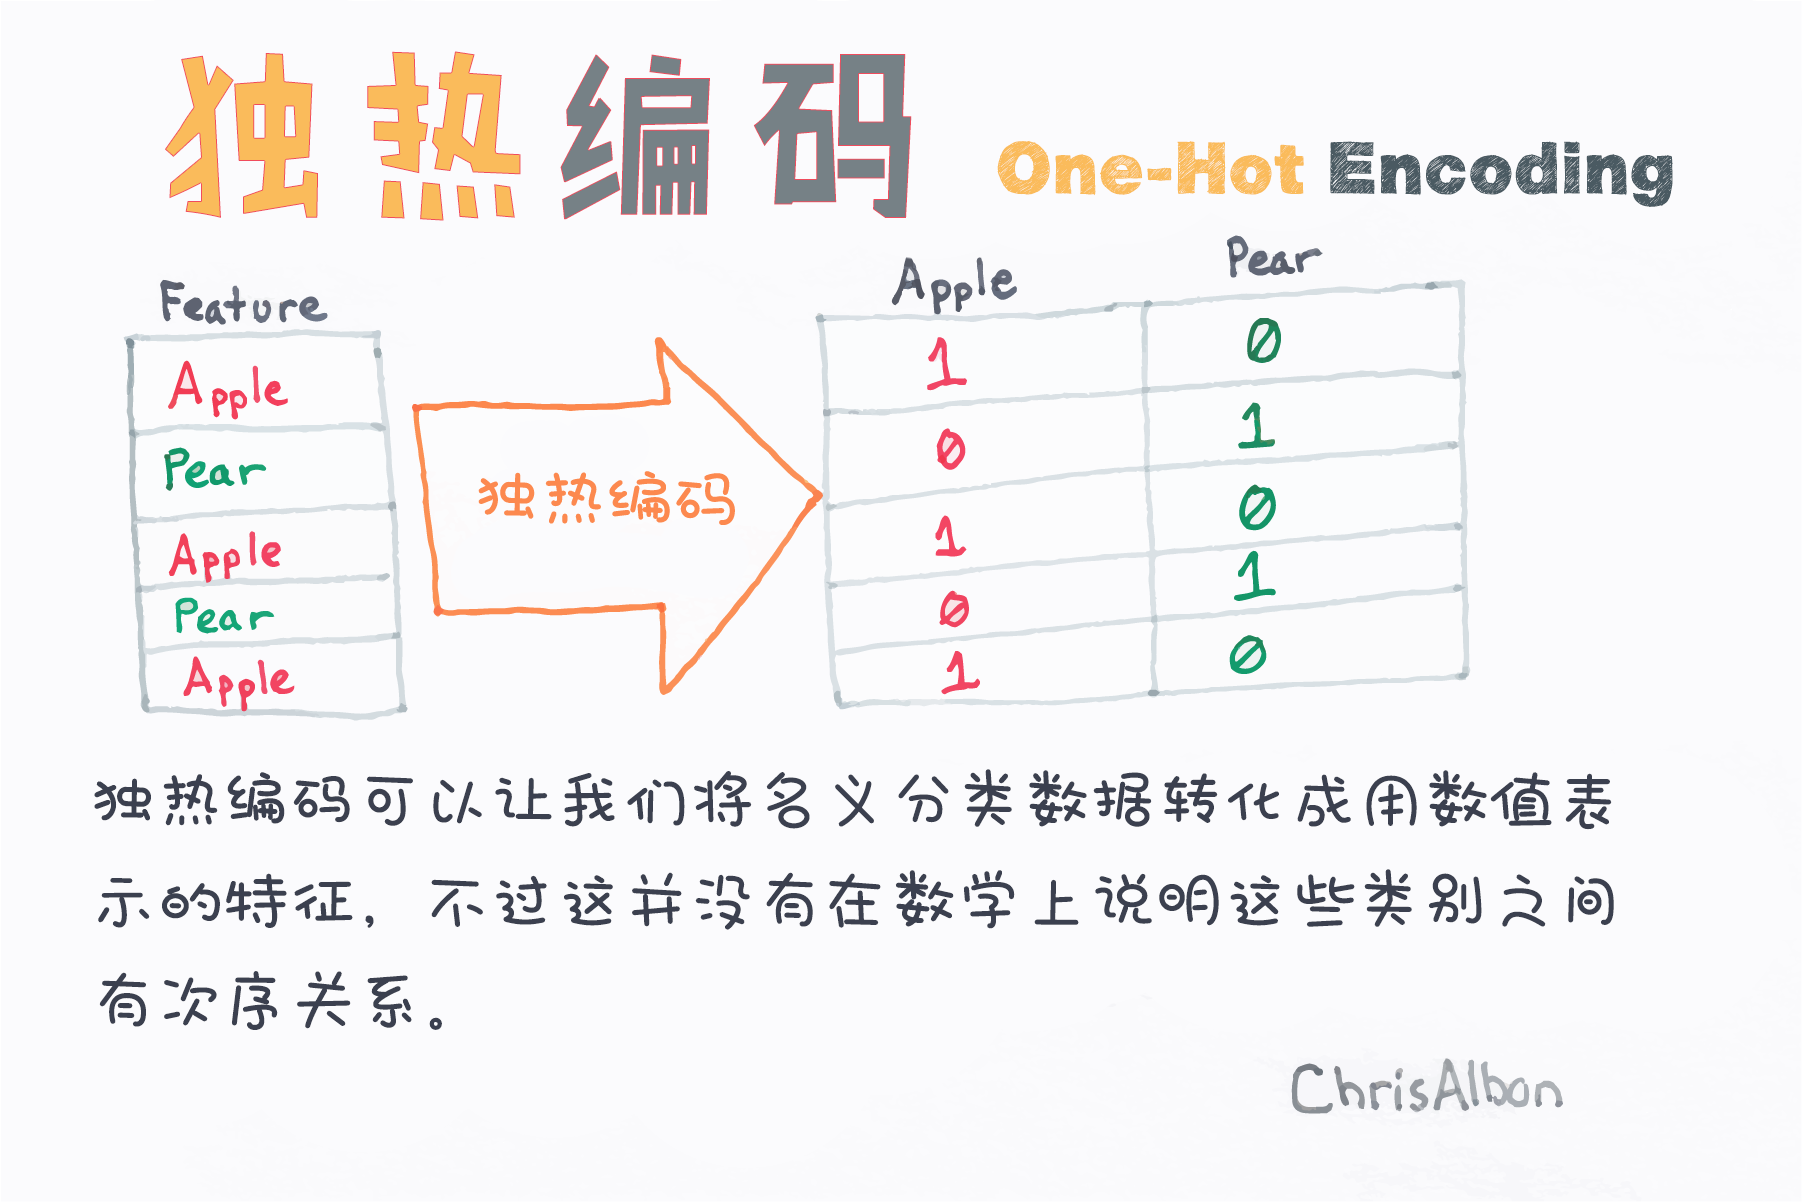 独热编码 One-Hot Encoding
Feature
Apple
Pear
Apple
Pear
Apple
独热编码
Apple Pear
1 0
0 1
1 0
0 1
1 0
独热编码可以让我们将名义分类数据转化成用数值表
示的特征，不过这并没有在数学上说明这些类别之间
有次序关系。
ChrisAlbon